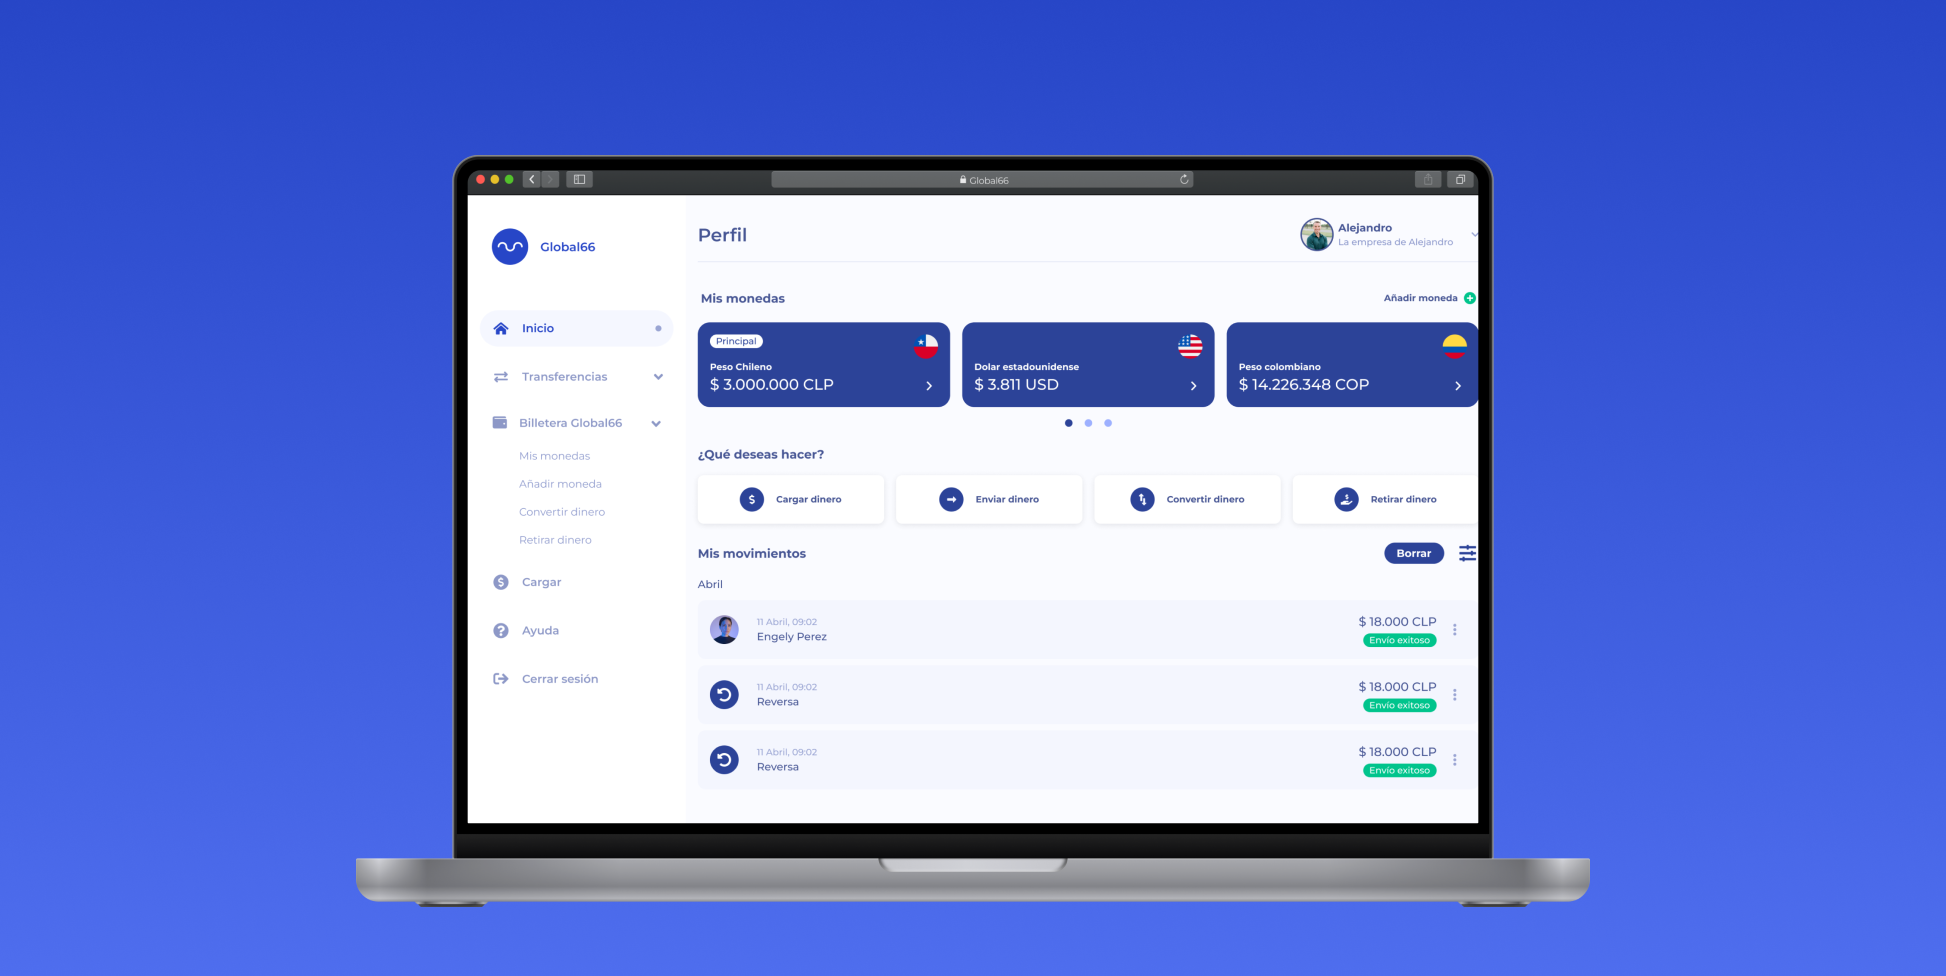 Global66
Global66
Perfil
Alejandro
La empresa de Alejandro
Inicio
Transferencias
Billetera Global66
Mis monedas
Añadir moneda
Convertir dinero
Retirar dinero
Cargar
Ayuda
Cerrar sesión
Mis monedas
Añadir moneda
Principal
Peso Chileno
$ 3.000.000 CLP
Dolar estadounidense
$ 3.811 USD
Peso colombiano
$ 14.226.348 COP
¿Qué deseas hacer?
Cargar dinero
Enviar dinero
Convertir dinero
Retirar dinero
Mis movimientos
Borrar
Abril
11 Abril, 09:02
Engely Perez
$ 18.000 CLP
Envío exitoso
11 Abril, 09:02
Reversa
$ 18.000 CLP
Envío exitoso
11 Abril, 09:02
Reversa
$ 18.000 CLP
Envío exitoso